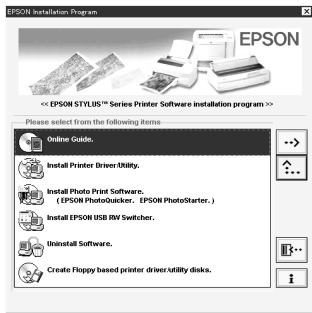 EPSON Installation Program
EPSON
<< EPSON STYLUS™ Series Printer Software installation program >>
Please select from the following items
Online Guide.
Install Printer Driver/Utility.
Install Photo Print Software.
( EPSON PhotoQuicker. EPSON PhotoStarter. )
Install EPSON USB RW Switcher.
Uninstall Software.
Create Floppy based printer driver/utility disks.